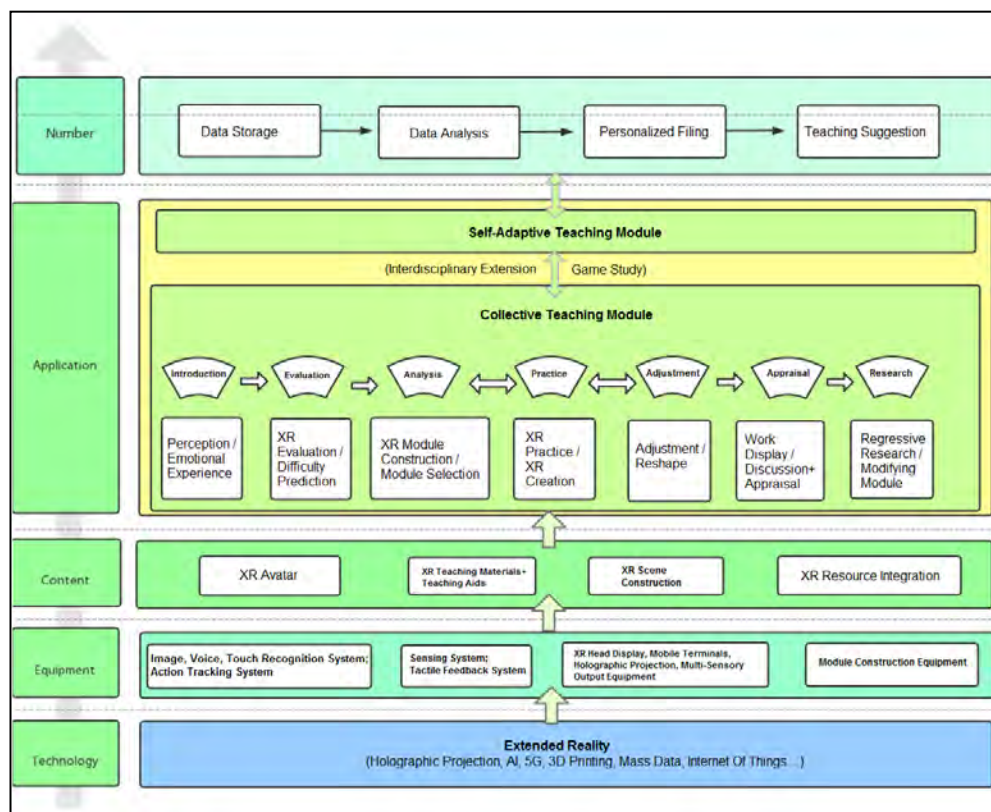 Number
Data Storage
Data Analysis
Personalized Filing
Teaching Suggestion
Application
Self-Adaptive Teaching Module
(Interdisciplinary Extension
Game Study)
Collective Teaching Module
Introduction
Evaluation
Analysis
Practice
Adjustment
Appraisal
Research
Perception /
Emotional
Experience
XR
Evaluation /
Difficulty
Prediction
XR Module
Construction /
Module Selection
XR
Practice /
XR
Creation
Adjustment /
Reshape
Work
Display /
Discussion+
Appraisal
Regressive
Research /
Modifying
Module
Content
XR Avatar
XR Teaching Materials+
Teaching Aids
XR Scene
Construction
XR Resource Integration
Equipment
Image, Voice, Touch Recognition System;
Action Tracking System
Sensing System;
Tactile Feedback System
XR Head Display, Mobile Terminals,
Holographic Projection, Multi-Sensory
Output Equipment
Module Construction Equipment
Technology
Extended Reality
(Holographic Projection, AI, 5G, 3D Printing, Mass Data, Internet Of Things...)